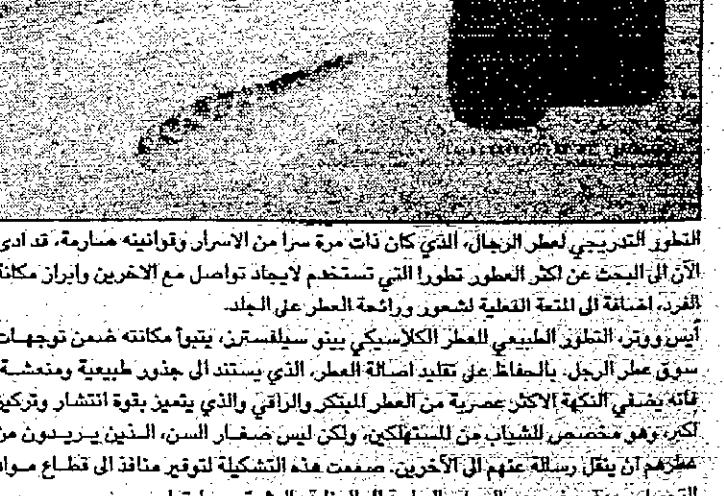 التطور التدريجي لعطر الرجال، الذي كان ذات مرة سرا من الاسرار وقوانينه صارمة، قد ادى
الآن الى البحث عن اكثر العطور تطورا التي تستخدم لايجاد تواصل مع الاخرين وابراز مكانة
الفرد، اضافة الى المتعة الفعلية لشعور ورائحة العطر على الجلد.
أيس ووتر، التطور الطبيعي للعطر الكلاسيكي بينو سيلفسترن، يتبوأ مكانته ضمن توجهات
سوق عطر الرجل. بالحفاظ على تقليد اصالة العطر، الذي يستند الى جذور طبيعية ومنعشة
فانه يضفي النكهة الاكثر عصرية من العطر المبتكر والراقي والذي يتميز بقوة انتشار وتركيز
اكبر، وهو مخصص للشباب من المستهلكين، ولكن ليس صغار السن، الذين يريدون من
عطرهم ان ينقل رسالة عنهم الى الآخرين. صممت هذه التشكيلة لتوفير منافذ الى قطاع مواد